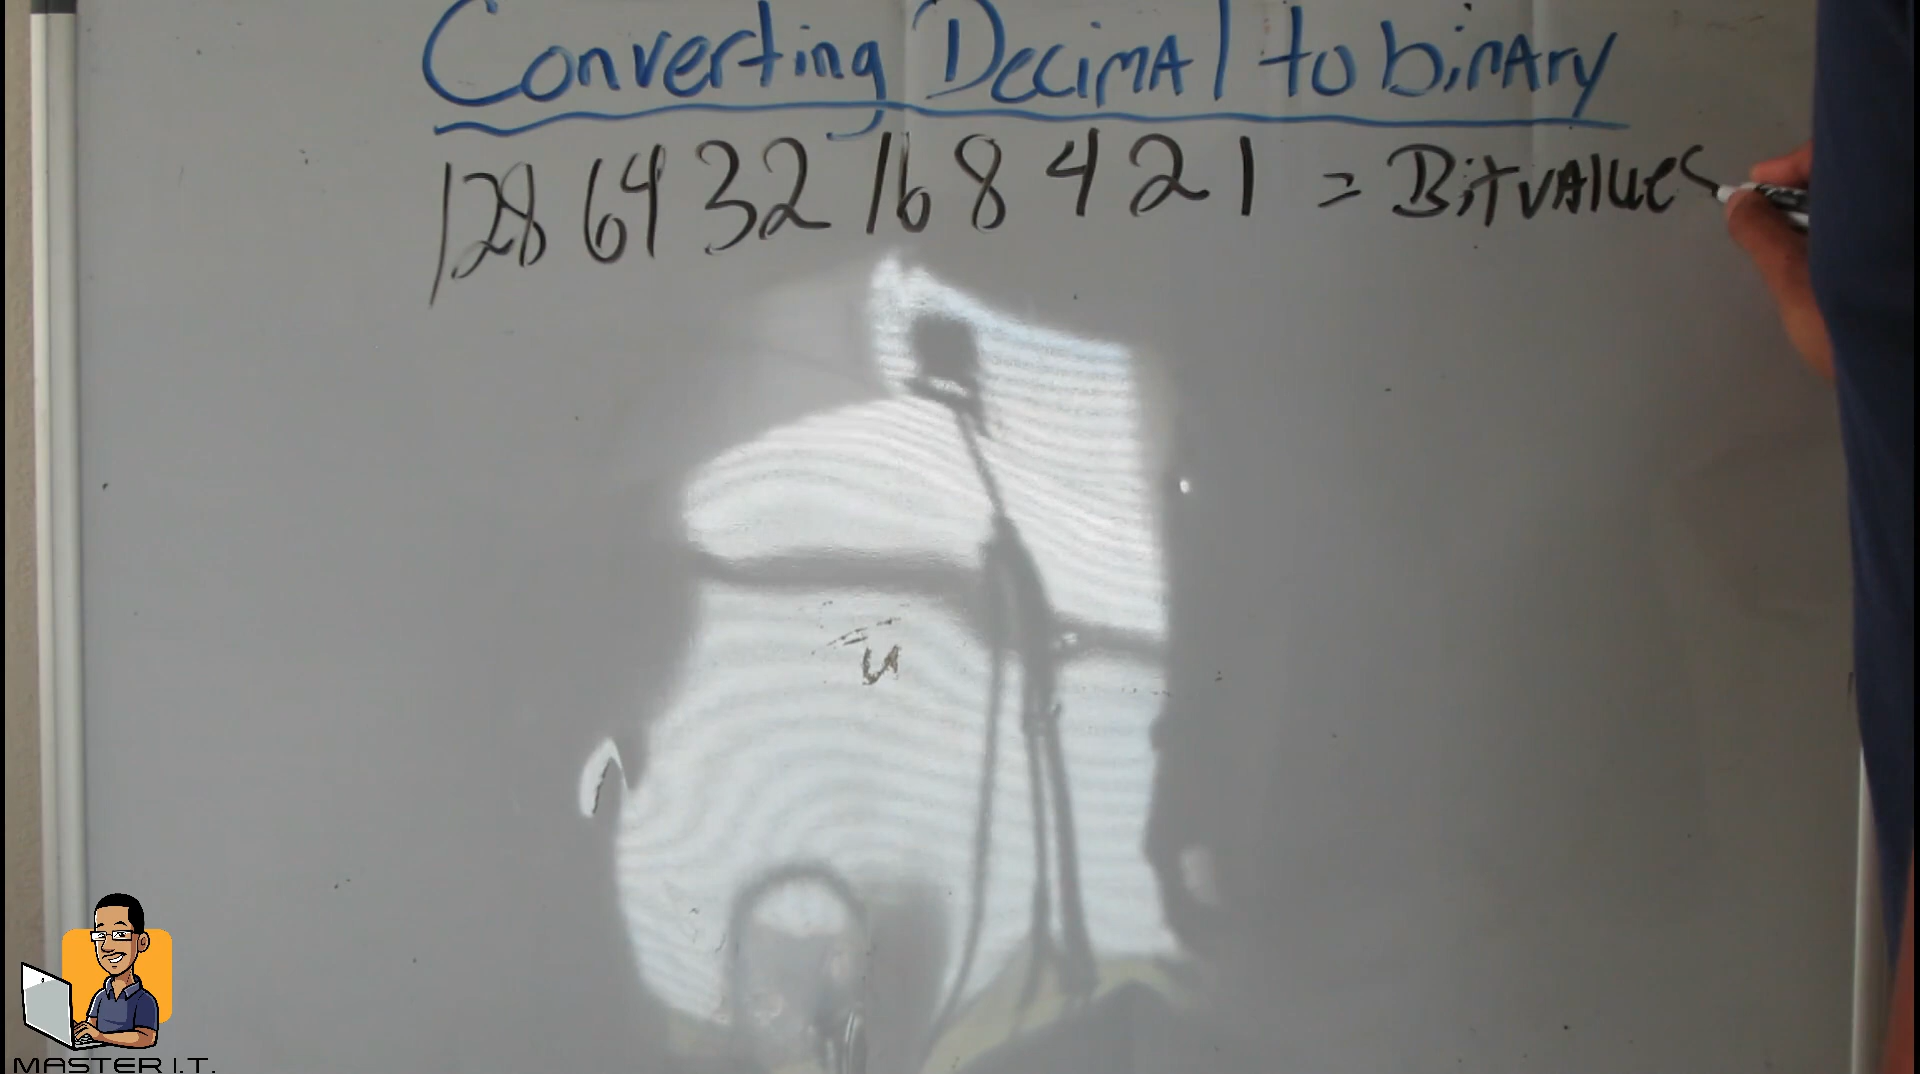 Converting Decimal to binary
128 64 32 16 8 4 2 1 = Bit values
MASTER I.T.